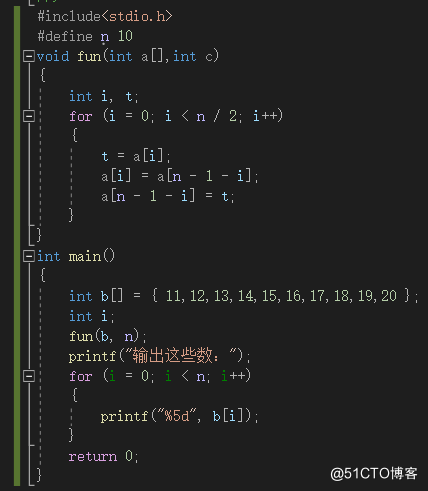 #include<stdio.h>
#define n 10
void fun(int a[],int c)
{
    int i, t;
    for (i = 0; i < n / 2; i++)
    {
        t = a[i];
        a[i] = a[n - 1 - i];
        a[n - 1 - i] = t;
    }
}
int main()
{
    int b[] = { 11,12,13,14,15,16,17,18,19,20 };
    int i;
    fun(b, n);
    printf("输出这些数：");
    for (i = 0; i < n; i++)
    {
        printf("%5d", b[i]);
    }
    return 0;
}
@51CTO博客